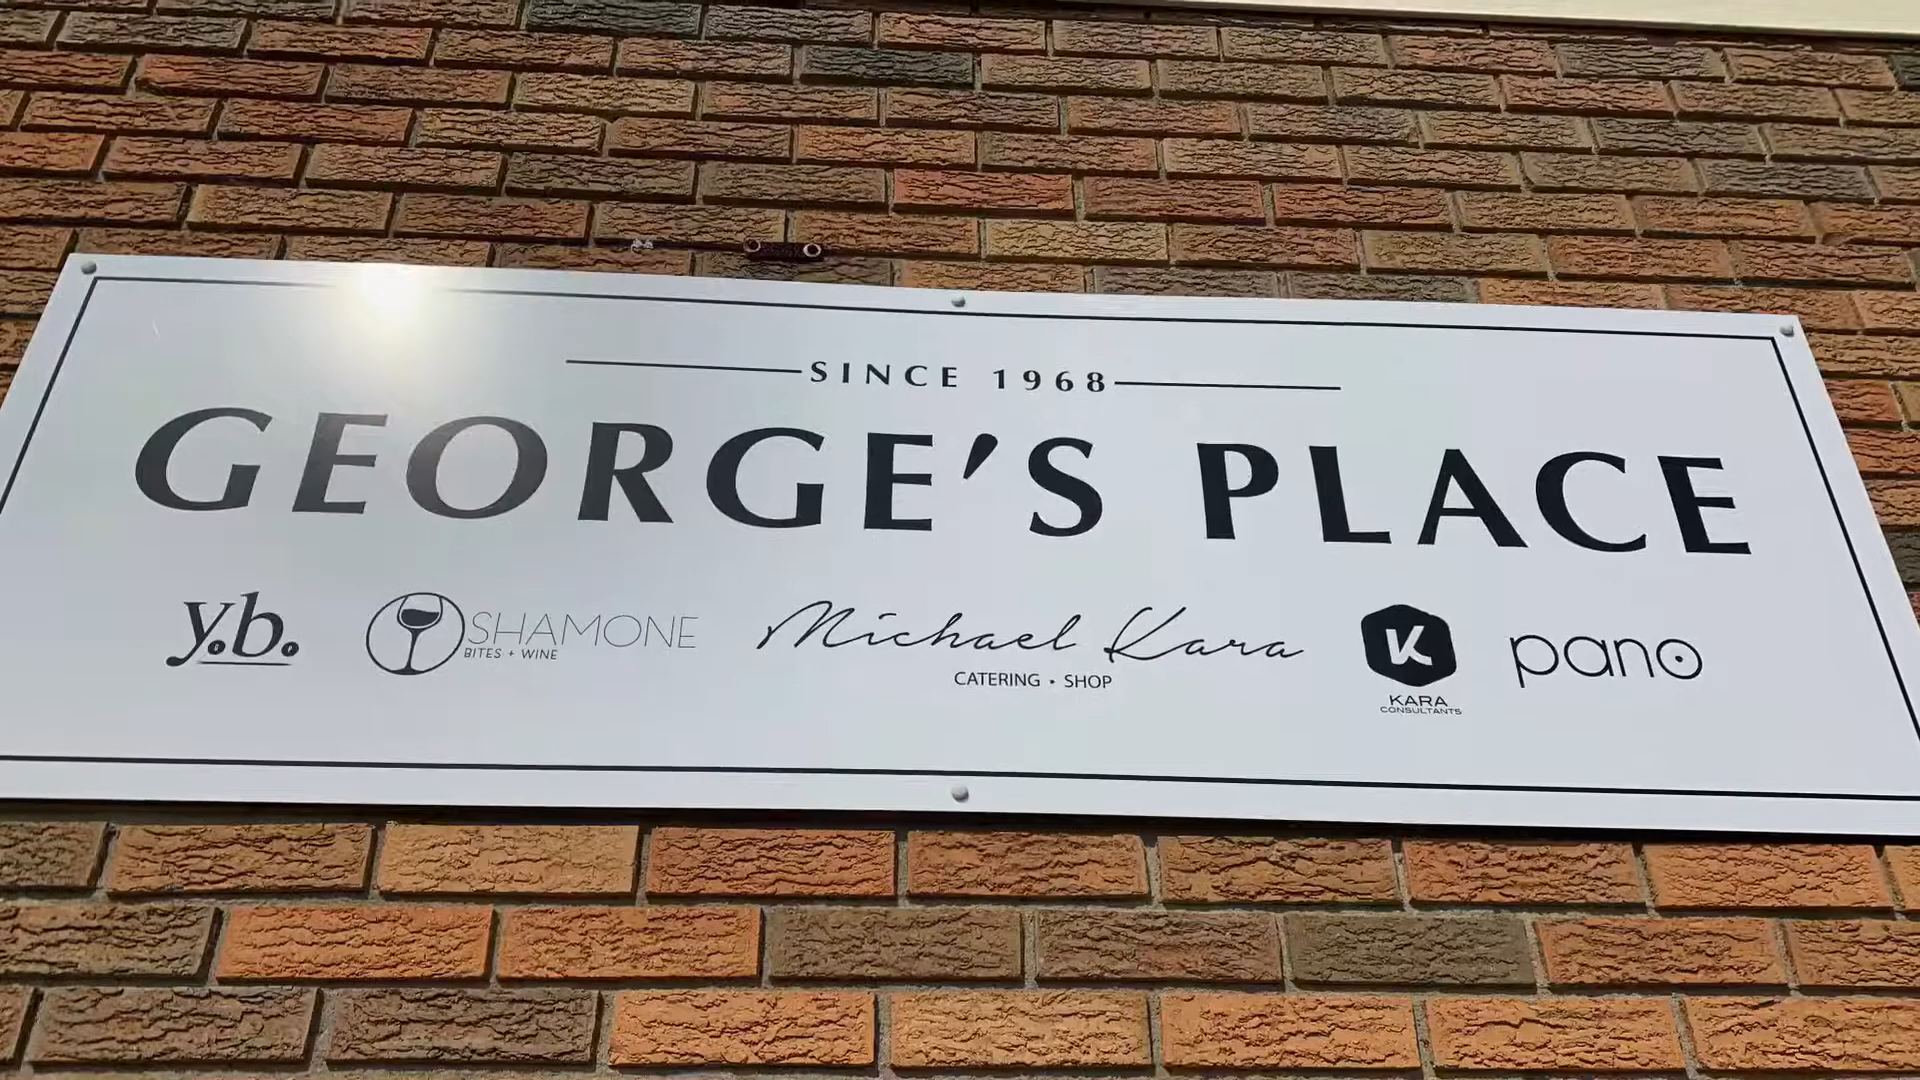 SINCE 1968
GEORGE'S PLACE
y.b.
SHAMONE
BITES + WINE
Michael Kara
CATERING • SHOP
K
KARA
CONSULTANTS
pano